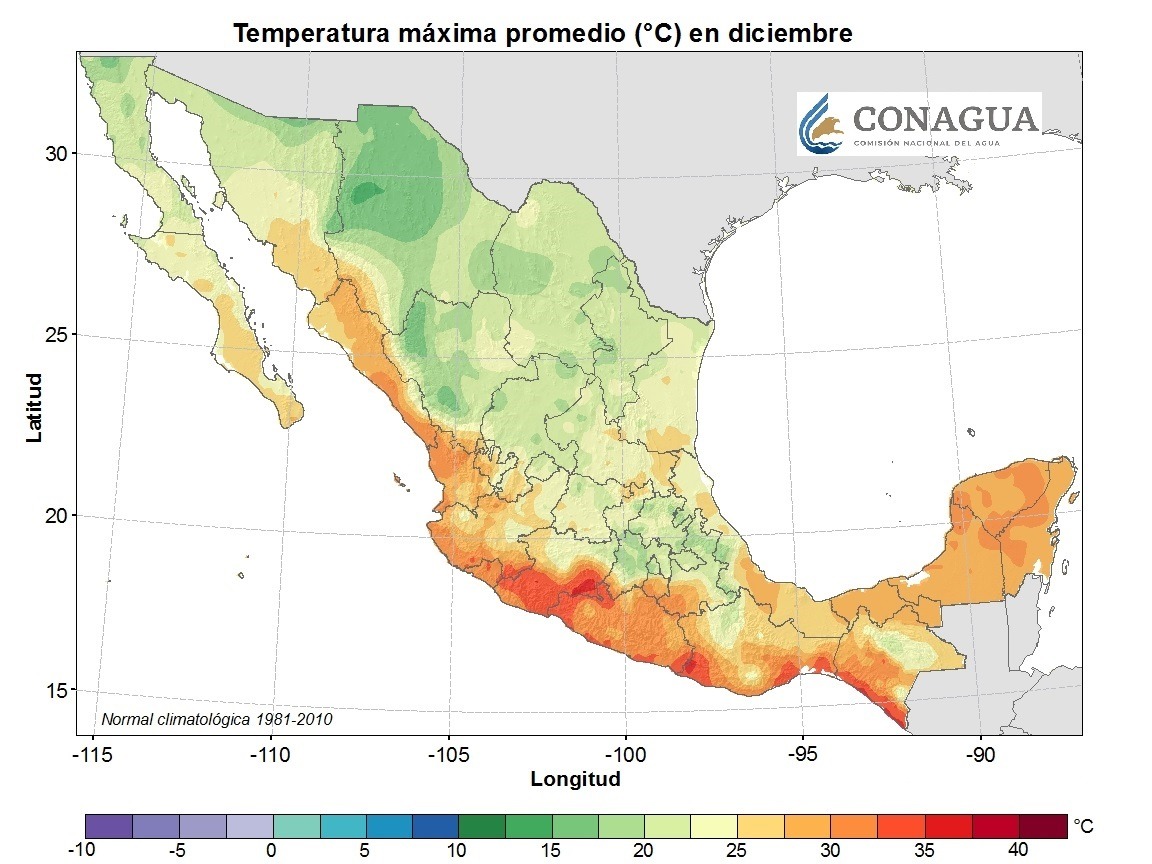 Temperatura máxima promedio (°C) en diciembre
CONAGUA
COMISIÓN NACIONAL DEL AGUA
30
25
20
15
Latitud
Normal climatológica 1981-2010
-115 -110 -105 -100 -95 -90
Longitud
-10 -5 0 5 10 15 20 25 30 35 40 °C